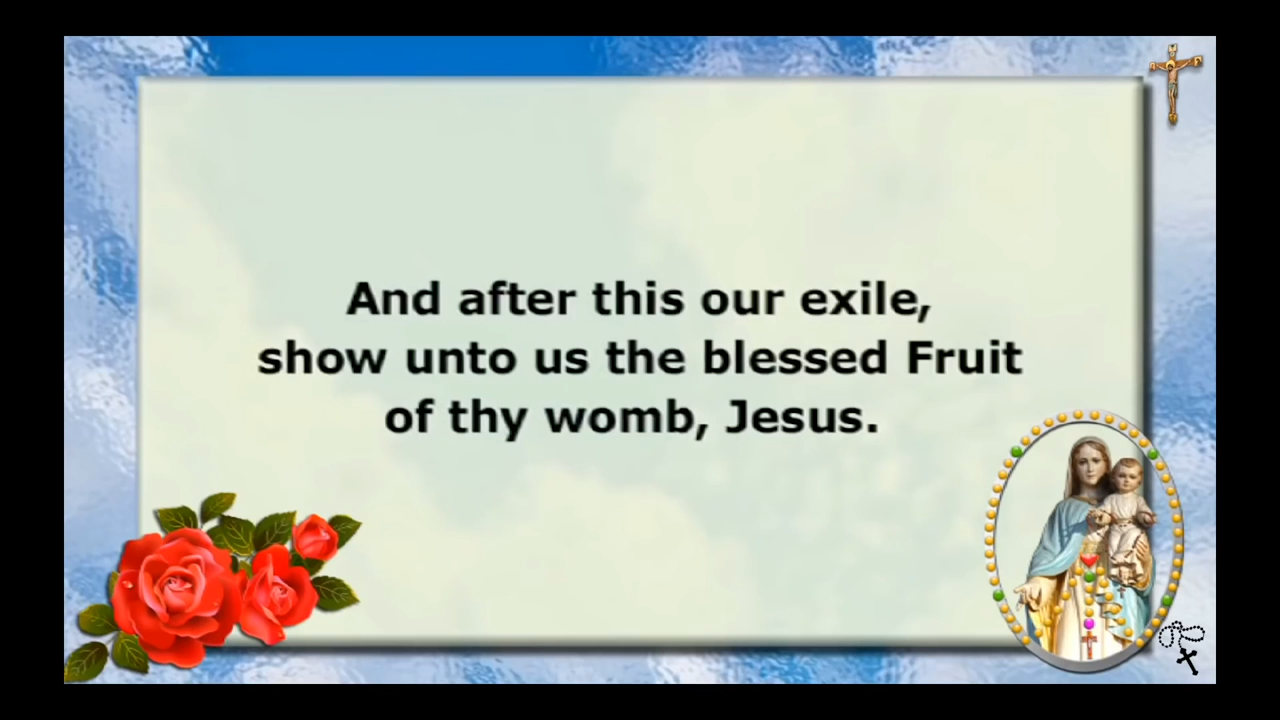 And after this our exile,
show unto us the blessed Fruit
of thy womb, Jesus.